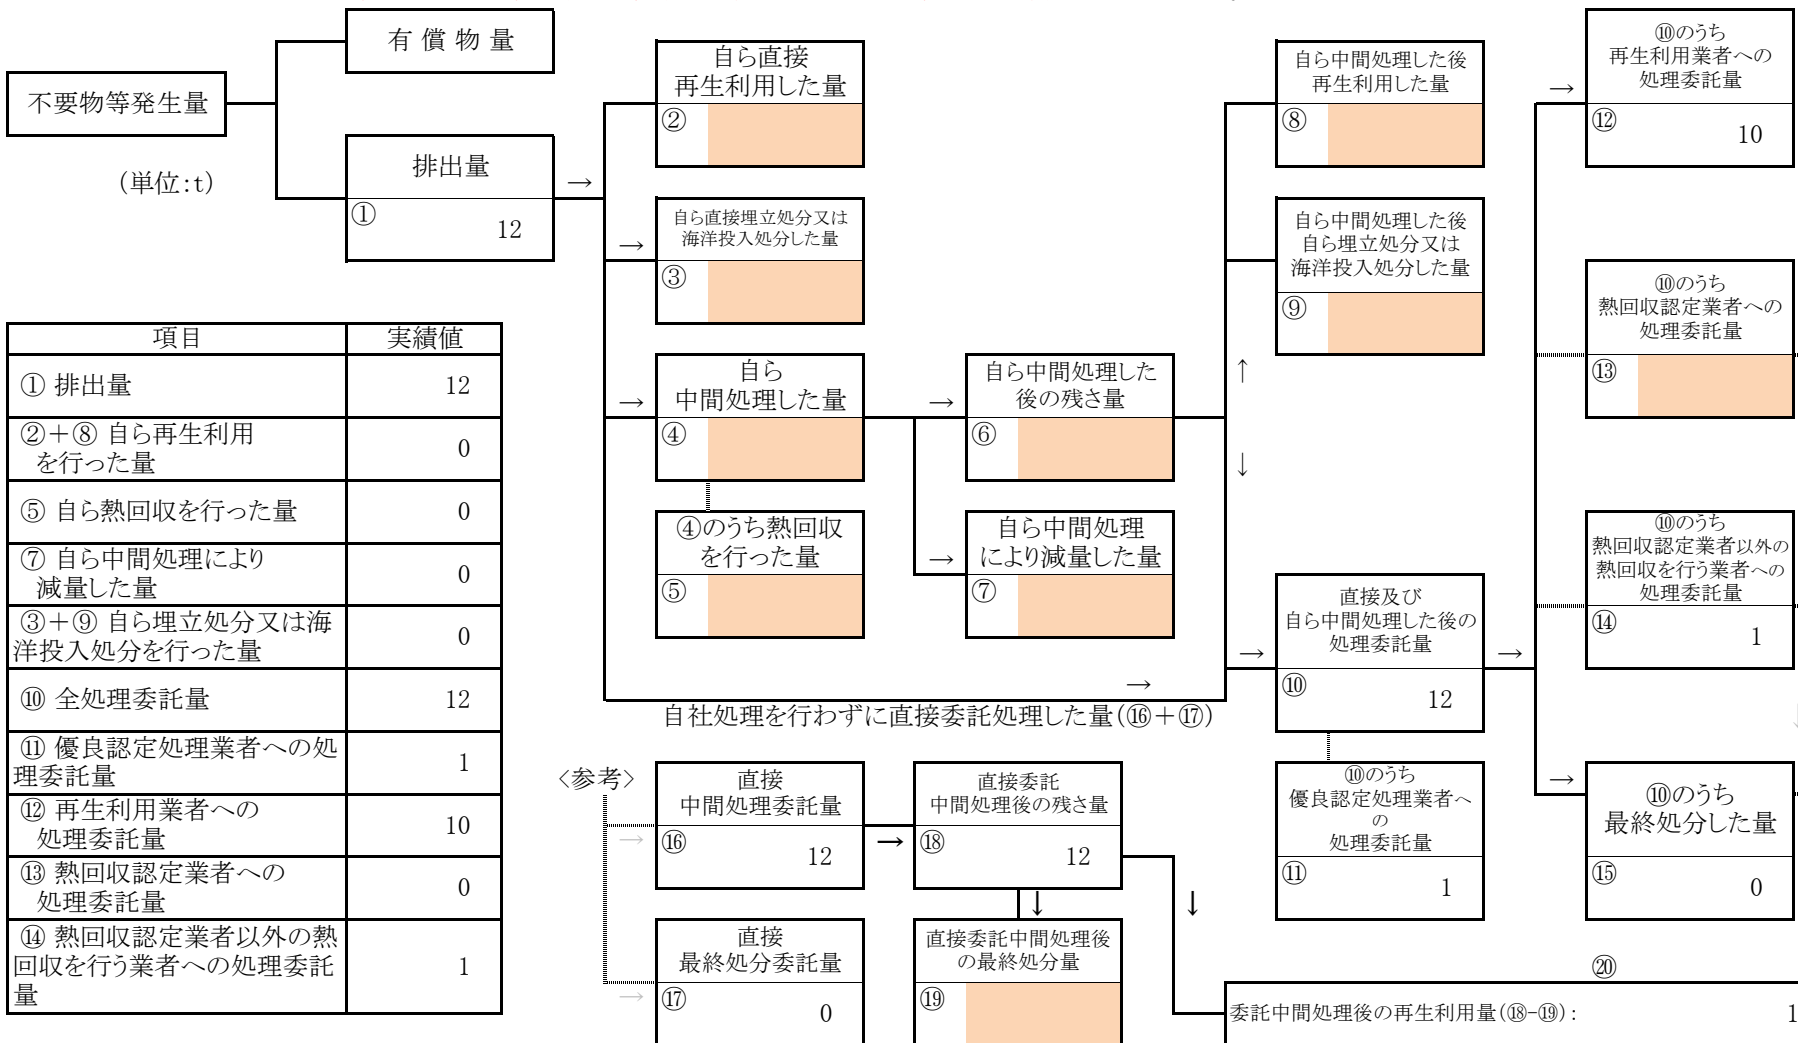 有 償 物 量
不要物等発生量
(単位:t)
排出量
→
①
12
自ら直接
再生利用した量
②
→
自ら直接埋立処分又は
海洋投入処分した量
③
→
自ら
中間処理した量
④
④のうち熱回収
を行った量
⑤
→
自ら中間処理した
後の残さ量
⑥
→
自ら中間処理
により減量した量
⑦
自ら中間処理した後
再生利用した量
⑧
自ら中間処理した後
自ら埋立処分又は
海洋投入処分した量
⑨
↑
↓
→
直接及び
自ら中間処理した後の
処理委託量
⑩
12
→
⑩のうち
優良認定処理業者へ
の
処理委託量
⑪
1
→
⑩のうち
再生利用業者への
処理委託量
⑫
10
⑩のうち
熱回収認定業者への
処理委託量
⑬
⑩のうち
熱回収認定業者以外の
熱回収を行う業者への
処理委託量
⑭
1
→
⑩のうち
最終処分した量
⑮
0
→
自社処理を行わずに直接委託処理した量(⑯+⑰)
<参考>
→
直接
中間処理委託量
⑯
12
→
直接委託
中間処理後の残さ量
⑱
12
→
直接
最終処分委託量
⑰
0
↓
直接委託中間処理後
の最終処分量
⑲
↓
⑳
委託中間処理後の再生利用量(⑱-⑲):
1
項目 実績値
① 排出量 12
②+⑧ 自ら再生利用
を行った量 0
⑤ 自ら熱回収を行った量 0
⑦ 自ら中間処理により
減量した量 0
③+⑨ 自ら埋立処分又は海
洋投入処分を行った量 0
⑩ 全処理委託量 12
⑪ 優良認定処理業者への処
理委託量 1
⑫ 再生利用業者への
処理委託量 10
⑬ 熱回収認定業者への
処理委託量 0
⑭ 熱回収認定業者以外の熱
回収を行う業者への処理委託
量 1